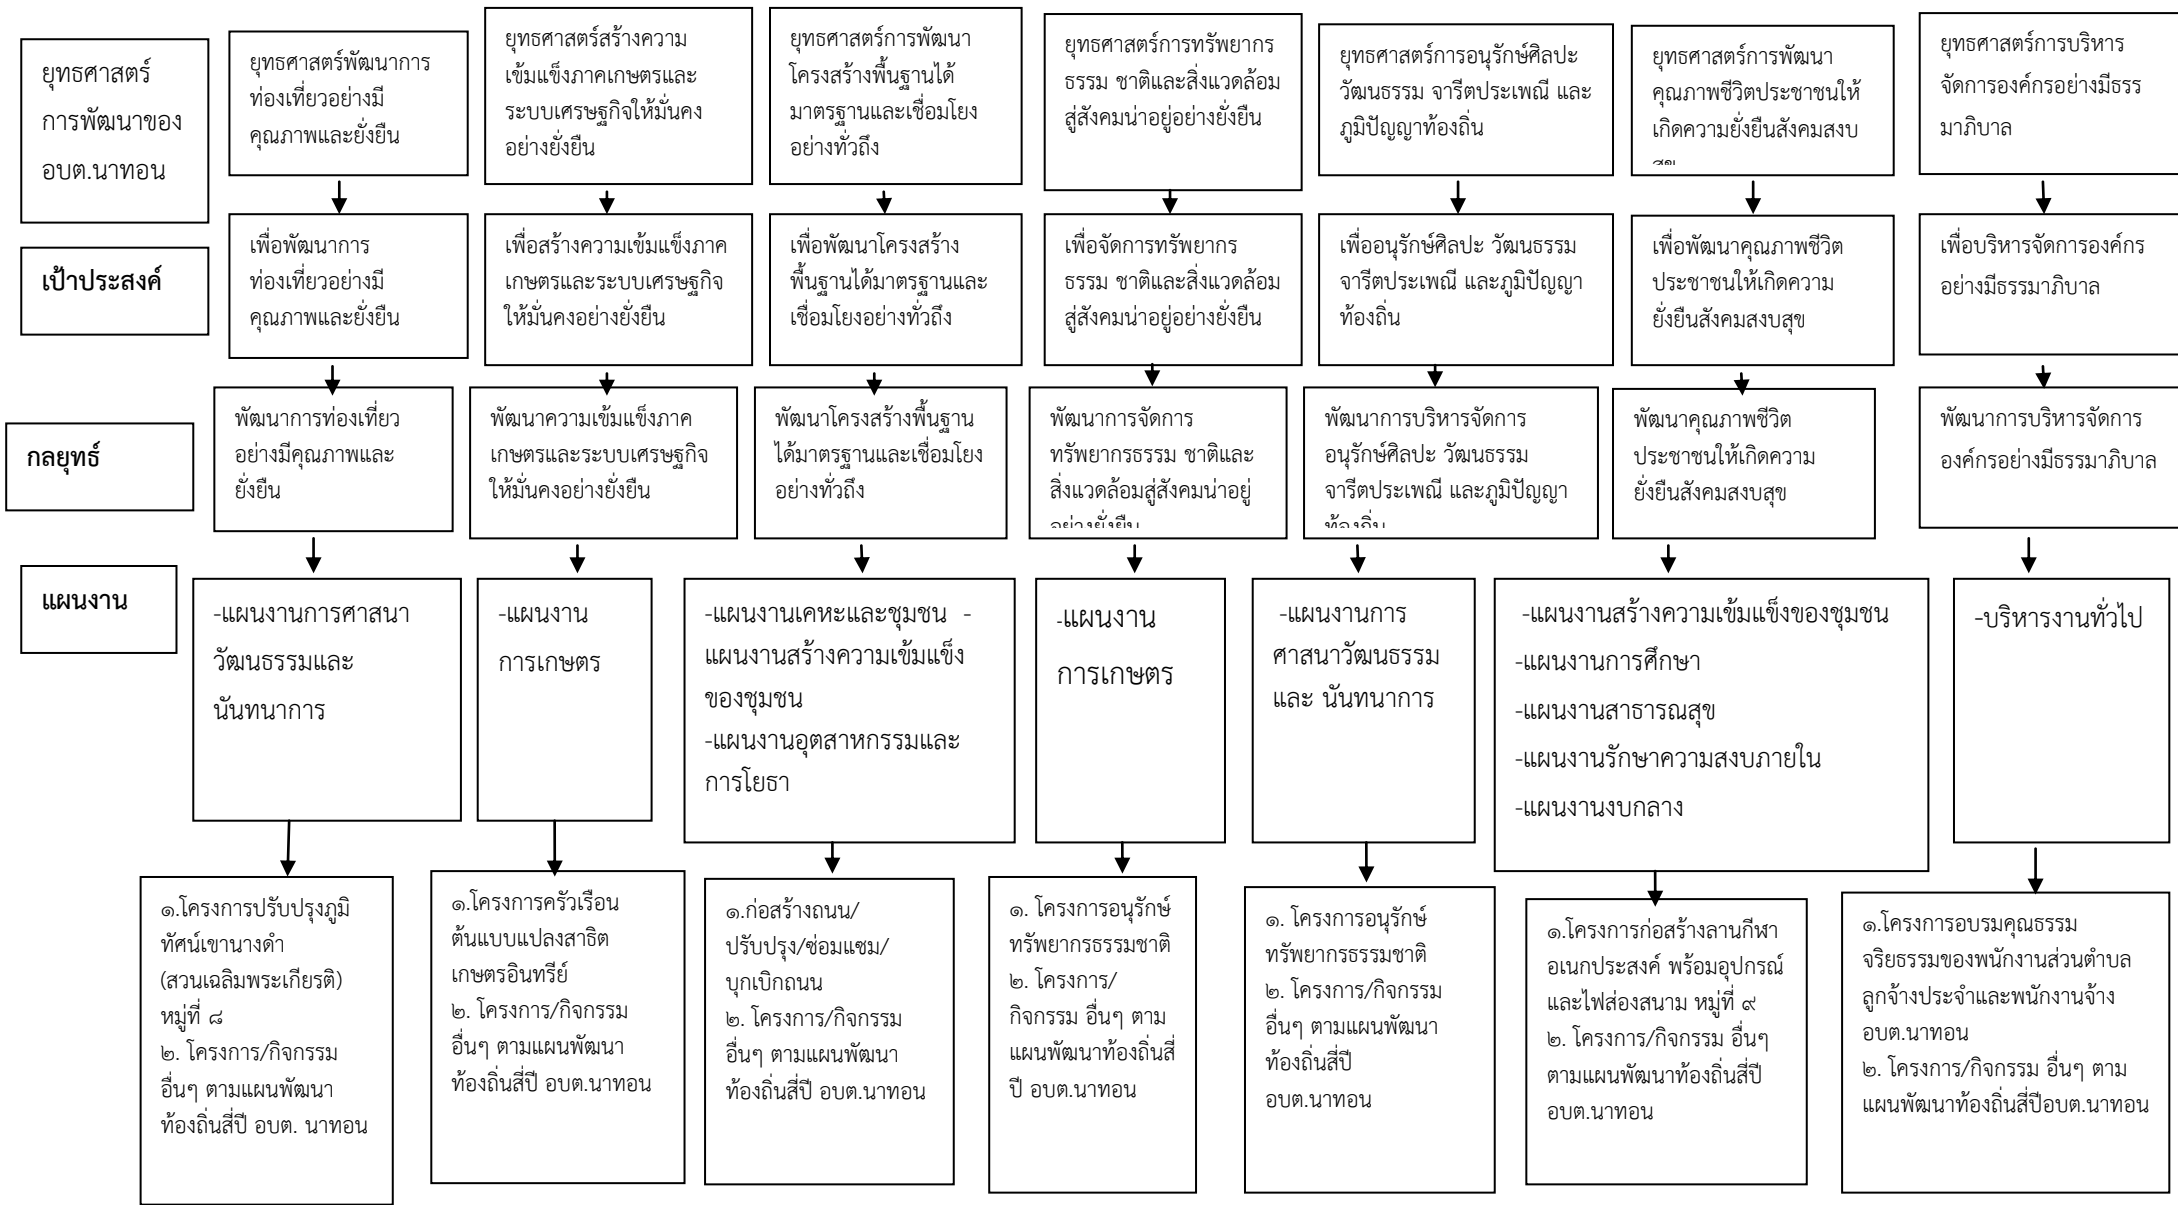 ยุทธศาสตร์
การพัฒนาของ
อบต.นาทอน
ยุทธศาสตร์พัฒนาการ
ท่องเที่ยวอย่างมี
คุณภาพและยั่งยืน
ยุทธศาสตร์สร้างความ
เข้มแข็งภาคเกษตรและ
ระบบเศรษฐกิจให้มั่นคง
อย่างยั่งยืน
ยุทธศาสตร์การพัฒนา
โครงสร้างพื้นฐานได้
มาตรฐานและเชื่อมโยง
อย่างทั่วถึง
ยุทธศาสตร์การทรัพยากร
ธรรม ชาติและสิ่งแวดล้อม
สู่สังคมน่าอยู่อย่างยั่งยืน
ยุทธศาสตร์การอนุรักษ์ศิลปะ
วัฒนธรรม จารีตประเพณี และ
ภูมิปัญญาท้องถิ่น
ยุทธศาสตร์การพัฒนา
คุณภาพชีวิตประชาชนให้
เกิดความยั่งยืนสังคมสงบ
สุข
ยุทธศาสตร์การบริหาร
จัดการองค์กรอย่างมีธรร
มาภิบาล
เป้าประสงค์
เพื่อพัฒนาการ
ท่องเที่ยวอย่างมี
คุณภาพและยั่งยืน
เพื่อสร้างความเข้มแข็งภาค
เกษตรและระบบเศรษฐกิจ
ให้มั่นคงอย่างยั่งยืน
เพื่อพัฒนาโครงสร้าง
พื้นฐานได้มาตรฐานและ
เชื่อมโยงอย่างทั่วถึง
เพื่อจัดการทรัพยากร
ธรรม ชาติและสิ่งแวดล้อม
สู่สังคมน่าอยู่อย่างยั่งยืน
เพื่ออนุรักษ์ศิลปะ วัฒนธรรม
จารีตประเพณี และภูมิปัญญา
ท้องถิ่น
เพื่อพัฒนาคุณภาพชีวิต
ประชาชนให้เกิดความ
ยั่งยืนสังคมสงบสุข
เพื่อบริหารจัดการองค์กร
อย่างมีธรรมาภิบาล
กลยุทธ์
พัฒนาการท่องเที่ยว
อย่างมีคุณภาพและ
ยั่งยืน
พัฒนาความเข้มแข็งภาค
เกษตรและระบบเศรษฐกิจ
ให้มั่นคงอย่างยั่งยืน
พัฒนาโครงสร้างพื้นฐาน
ได้มาตรฐานและเชื่อมโยง
อย่างทั่วถึง
พัฒนาการจัดการ
ทรัพยากรธรรม ชาติและ
สิ่งแวดล้อมสู่สังคมน่าอยู่
อย่างยั่งยืน
พัฒนาการบริหารจัดการ
อนุรักษ์ศิลปะ วัฒนธรรม
จารีตประเพณี และภูมิปัญญา
ท้องถิ่น
พัฒนาคุณภาพชีวิต
ประชาชนให้เกิดความ
ยั่งยืนสังคมสงบสุข
พัฒนาการบริหารจัดการ
องค์กรอย่างมีธรรมาภิบาล
แผนงาน
-แผนงานการศาสนา
วัฒนธรรมและ
นันทนาการ
-แผนงาน
การเกษตร
-แผนงานเคหะและชุมชน -
แผนงานสร้างความเข้มแข็ง
ของชุมชน
-แผนงานอุตสาหกรรมและ
การโยธา
-แผนงาน
การเกษตร
-แผนงานการ
ศาสนาวัฒนธรรม
และ นันทนาการ
-แผนงานสร้างความเข้มแข็งของชุมชน
-แผนงานการศึกษา
-แผนงานสาธารณสุข
-แผนงานรักษาความสงบภายใน
-แผนงานงบกลาง
-บริหารงานทั่วไป
๑.โครงการปรับปรุงภูมิ
ทัศน์เขานางดำ
(สวนเฉลิมพระเกียรติ)
หมู่ที่ ๘
๒. โครงการ/กิจกรรม
อื่นๆ ตามแผนพัฒนา
ท้องถิ่นสี่ปี อบต. นาทอน
๑.โครงการครัวเรือน
ต้นแบบแปลงสาธิต
เกษตรอินทรีย์
๒. โครงการ/กิจกรรม
อื่นๆ ตามแผนพัฒนา
ท้องถิ่นสี่ปี อบต.นาทอน
๑.ก่อสร้างถนน/
ปรับปรุง/ซ่อมแซม/
บุกเบิกถนน
๒. โครงการ/กิจกรรม
อื่นๆ ตามแผนพัฒนา
ท้องถิ่นสี่ปี อบต.นาทอน
๑. โครงการอนุรักษ์
ทรัพยากรธรรมชาติ
๒. โครงการ/
กิจกรรม อื่นๆ ตาม
แผนพัฒนาท้องถิ่นสี่
ปี อบต.นาทอน
๑. โครงการอนุรักษ์
ทรัพยากรธรรมชาติ
๒. โครงการ/กิจกรรม
อื่นๆ ตามแผนพัฒนา
ท้องถิ่นสี่ปี
อบต.นาทอน
๑.โครงการก่อสร้างลานกีฬา
อเนกประสงค์ พร้อมอุปกรณ์
และไฟส่องสนาม หมู่ที่ ๙
๒. โครงการ/กิจกรรม อื่นๆ
ตามแผนพัฒนาท้องถิ่นสี่ปี
อบต.นาทอน
๑.โครงการอบรมคุณธรรม
จริยธรรมของพนักงานส่วนตำบล
ลูกจ้างประจำและพนักงานจ้าง
อบต.นาทอน
๒. โครงการ/กิจกรรม อื่นๆ ตาม
แผนพัฒนาท้องถิ่นสี่ปีอบต.นาทอน